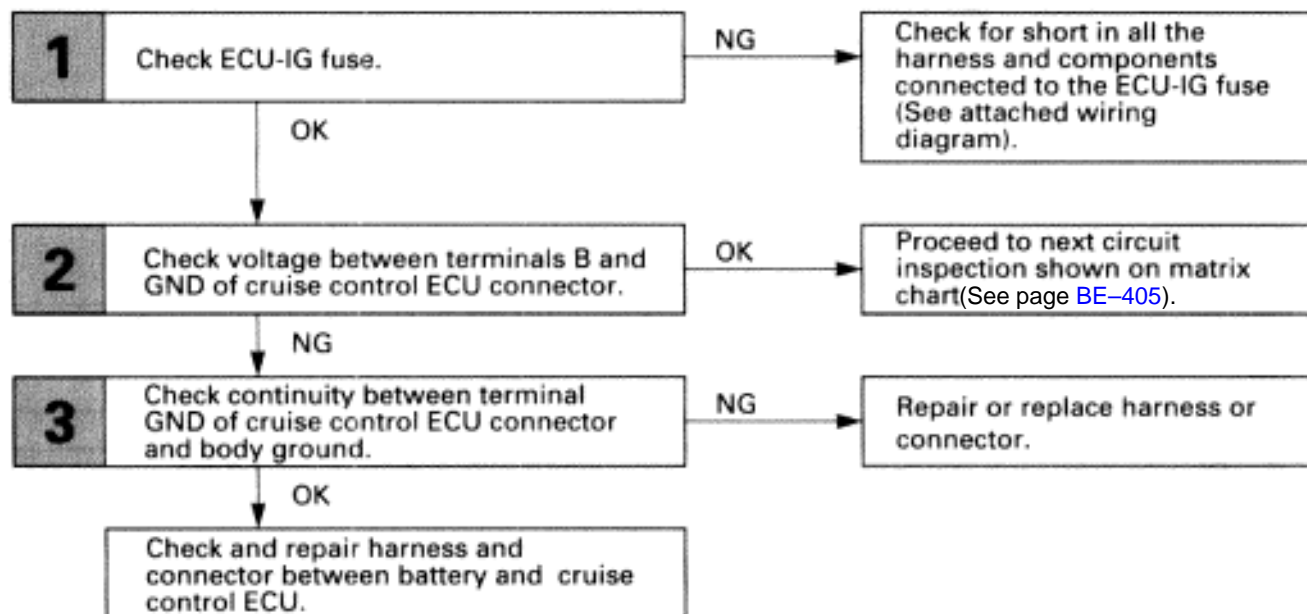 1
Check ECU-IG fuse.
NG
Check for short in all the
harness and components
connected to the ECU-IG fuse
(See attached wiring
diagram).
OK
2
Check voltage between terminals B and
GND of cruise control ECU connector.
OK
Proceed to next circuit
inspection shown on matrix
chart(See page BE–405).
NG
3
Check continuity between terminal
GND of cruise control ECU connector
and body ground.
NG
Repair or replace harness or
connector.
OK
Check and repair harness and
connector between battery and cruise
control ECU.